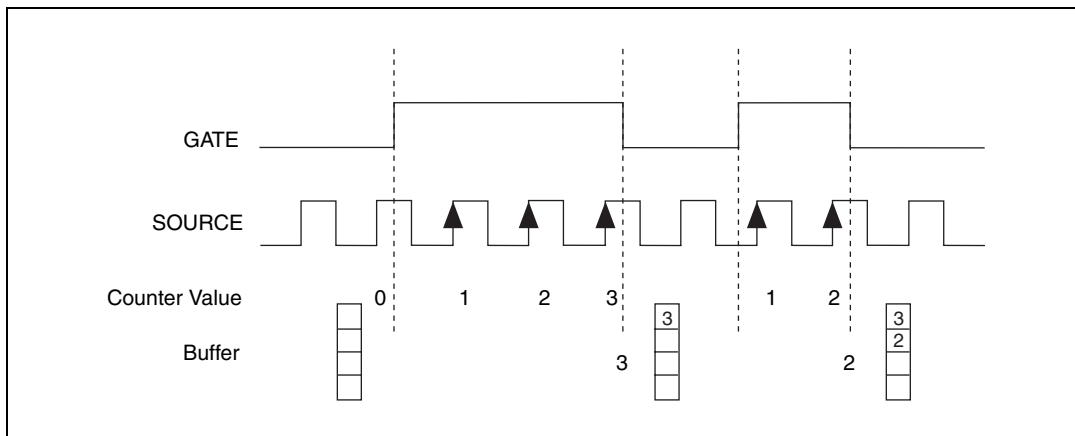 GATE
SOURCE
Counter Value 0 1 2 3 1 2
3 3
2
Buffer 3 2